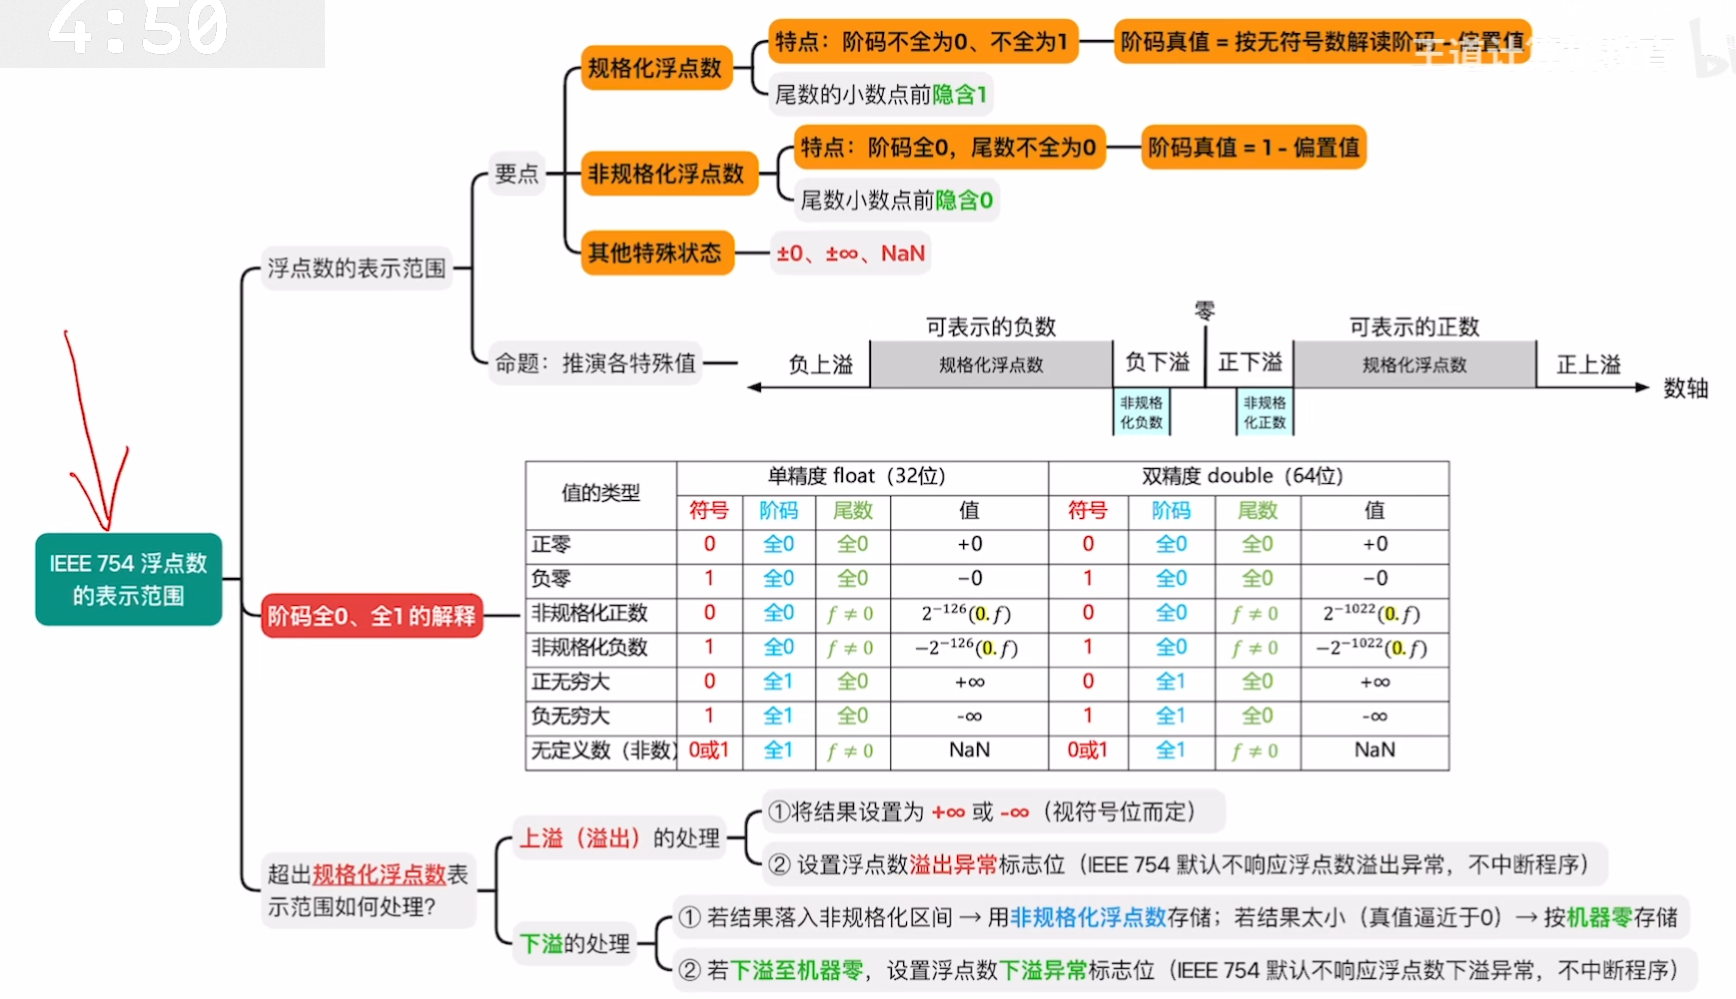 4:50
特点：阶码不全为0、不全为1
阶码真值 = 按无符号数解读阶码 - 偏置值
王道计算机教育
规格化浮点数
尾数的小数点前隐含1
特点：阶码全0，尾数不全为0
阶码真值 = 1 - 偏置值
要点
非规格化浮点数
尾数小数点前隐含0
其他特殊状态
±0、±∞、NaN
浮点数的表示范围
命题：推演各特殊值
零
可表示的负数
可表示的正数
负上溢
规格化浮点数
负下溢
正下溢
规格化浮点数
正上溢
数轴
非规格
化负数
非规格
化正数
IEEE 754 浮点数
的表示范围
阶码全0、全1 的解释
值的类型 单精度 float（32位） 双精度 double（64位）
符号 阶码 尾数 值 符号 阶码 尾数 值
正零 0 全0 全0 +0 0 全0 全0 +0
负零 1 全0 全0 −0 1 全0 全0 −0
非规格化正数 0 全0 f ≠ 0 2⁻¹²⁶(0.f) 0 全0 f ≠ 0 2⁻¹⁰²²(0.f)
非规格化负数 1 全0 f ≠ 0 −2⁻¹²⁶(0.f) 1 全0 f ≠ 0 −2⁻¹⁰²²(0.f)
正无穷大 0 全1 全0 +∞ 0 全1 全0 +∞
负无穷大 1 全1 全0 -∞ 1 全1 全0 -∞
无定义数（非数） 0或1 全1 f ≠ 0 NaN 0或1 全1 f ≠ 0 NaN
超出规格化浮点数表
示范围如何处理?
上溢（溢出）的处理
①将结果设置为 +∞ 或 -∞（视符号位而定）
② 设置浮点数溢出异常标志位（IEEE 754 默认不响应浮点数溢出异常，不中断程序）
下溢的处理
① 若结果落入非规格化区间 → 用非规格化浮点数存储；若结果太小（真值逼近于0）→ 按机器零存储
② 若下溢至机器零，设置浮点数下溢异常标志位（IEEE 754 默认不响应浮点数下溢异常，不中断程序）